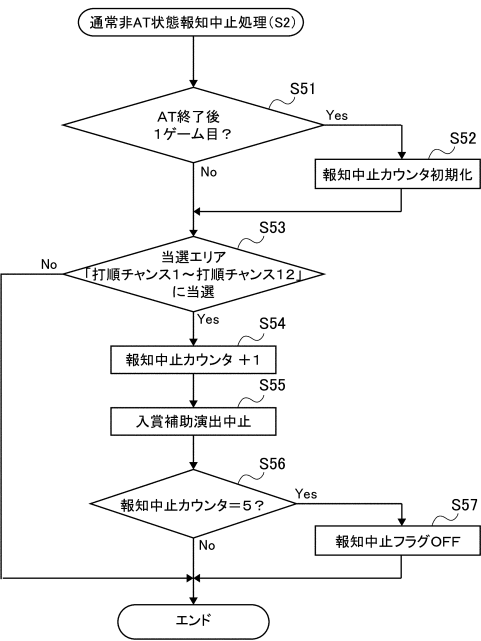 通常非AT状態報知中止処理(S2)
S51
AT終了後
1ゲーム目?
Yes
No
S52
報知中止カウンタ初期化
S53
当選エリア
「打順チャンス1~打順チャンス12」
に当選
No
Yes
S54
報知中止カウンタ +1
S55
入賞補助演出中止
S56
報知中止カウンタ=5?
Yes
No
S57
報知中止フラグOFF
エンド